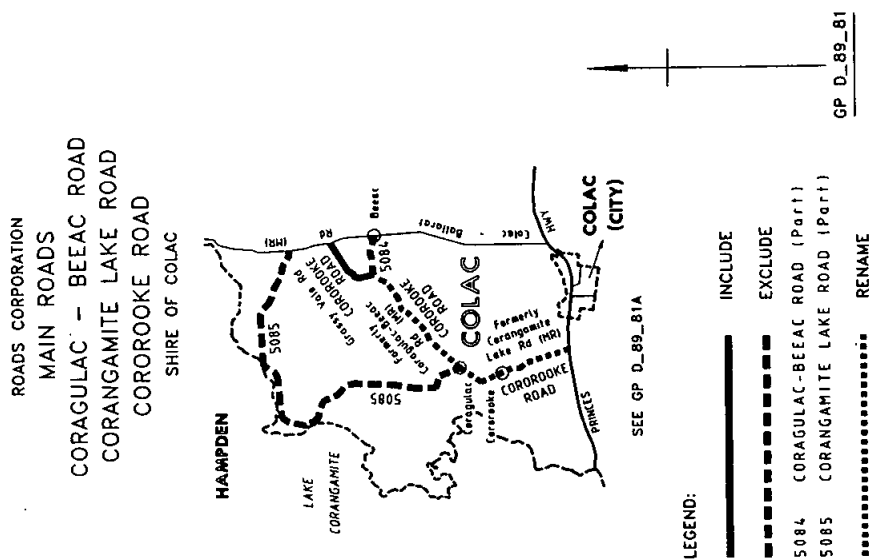 ROADS CORPORATION
MAIN ROADS
CORAGULAC - BEEAC ROAD
CORANGAMITE LAKE ROAD
COROROOKE ROAD
SHIRE OF COLAC
HAMPDEN
LAKE
CORANGAMITE
5085
(MR)
Rd
Beeac
5084
Grassy Vale Rd
COROROOKE
ROAD
Formerly
Coragulac-Beeac
Rd (MR)
COROROOKE
ROAD
Ballarat
Colac
5085
COLAC
Coragulac
Cororooke
Formerly
Corangamite
Lake Rd (MR)
COROROOKE
ROAD
PRINCES
HWY
COLAC
(CITY)
SEE GP D_89_81A
LEGEND:
INCLUDE
EXCLUDE
5084 CORAGULAC-BEEAC ROAD (Part)
5085 CORANGAMITE LAKE ROAD (Part)
RENAME
GP D_89_81